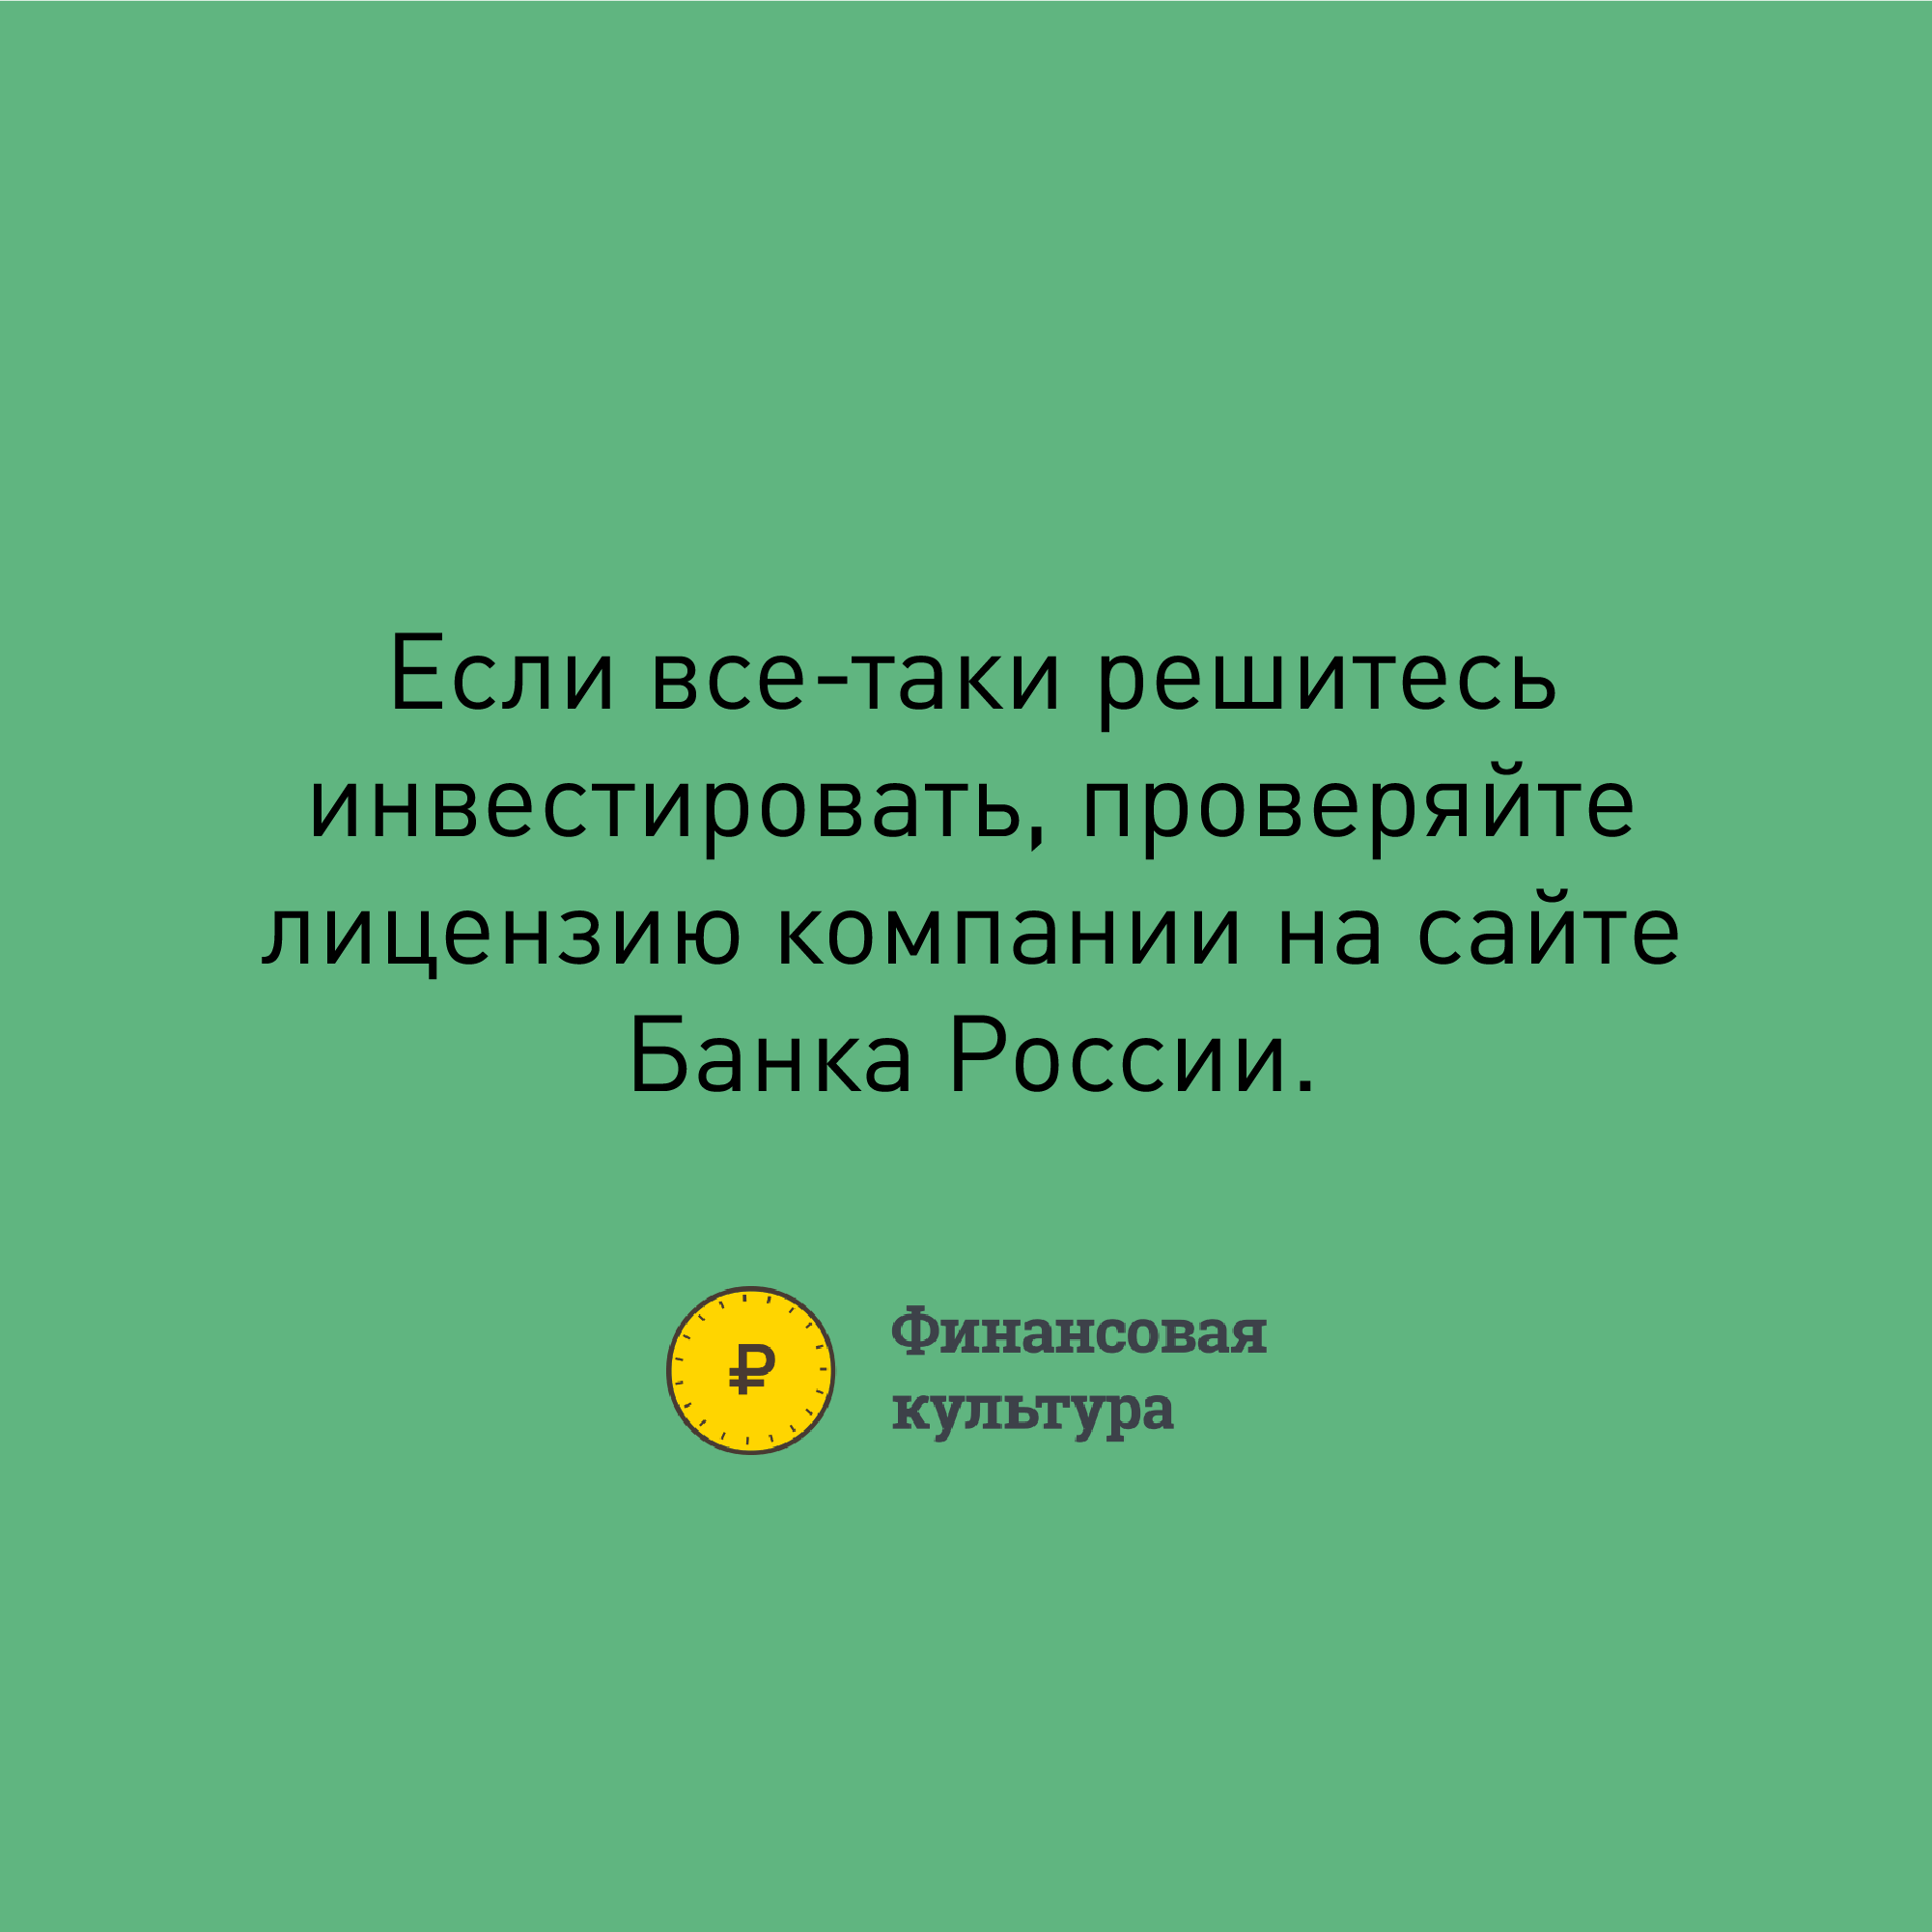 Если все-таки решитесь
инвестировать, проверяйте
лицензию компании на сайте
Банка России.
₽
Финансовая
культура